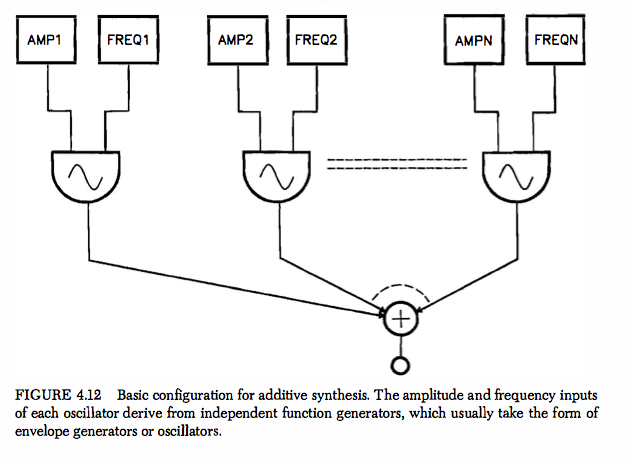 AMP1 FREQ1 AMP2 FREQ2 AMPN FREQN
+
FIGURE 4.12 Basic configuration for additive synthesis. The amplitude and frequency inputs
of each oscillator derive from independent function generators, which usually take the form of
envelope generators or oscillators.